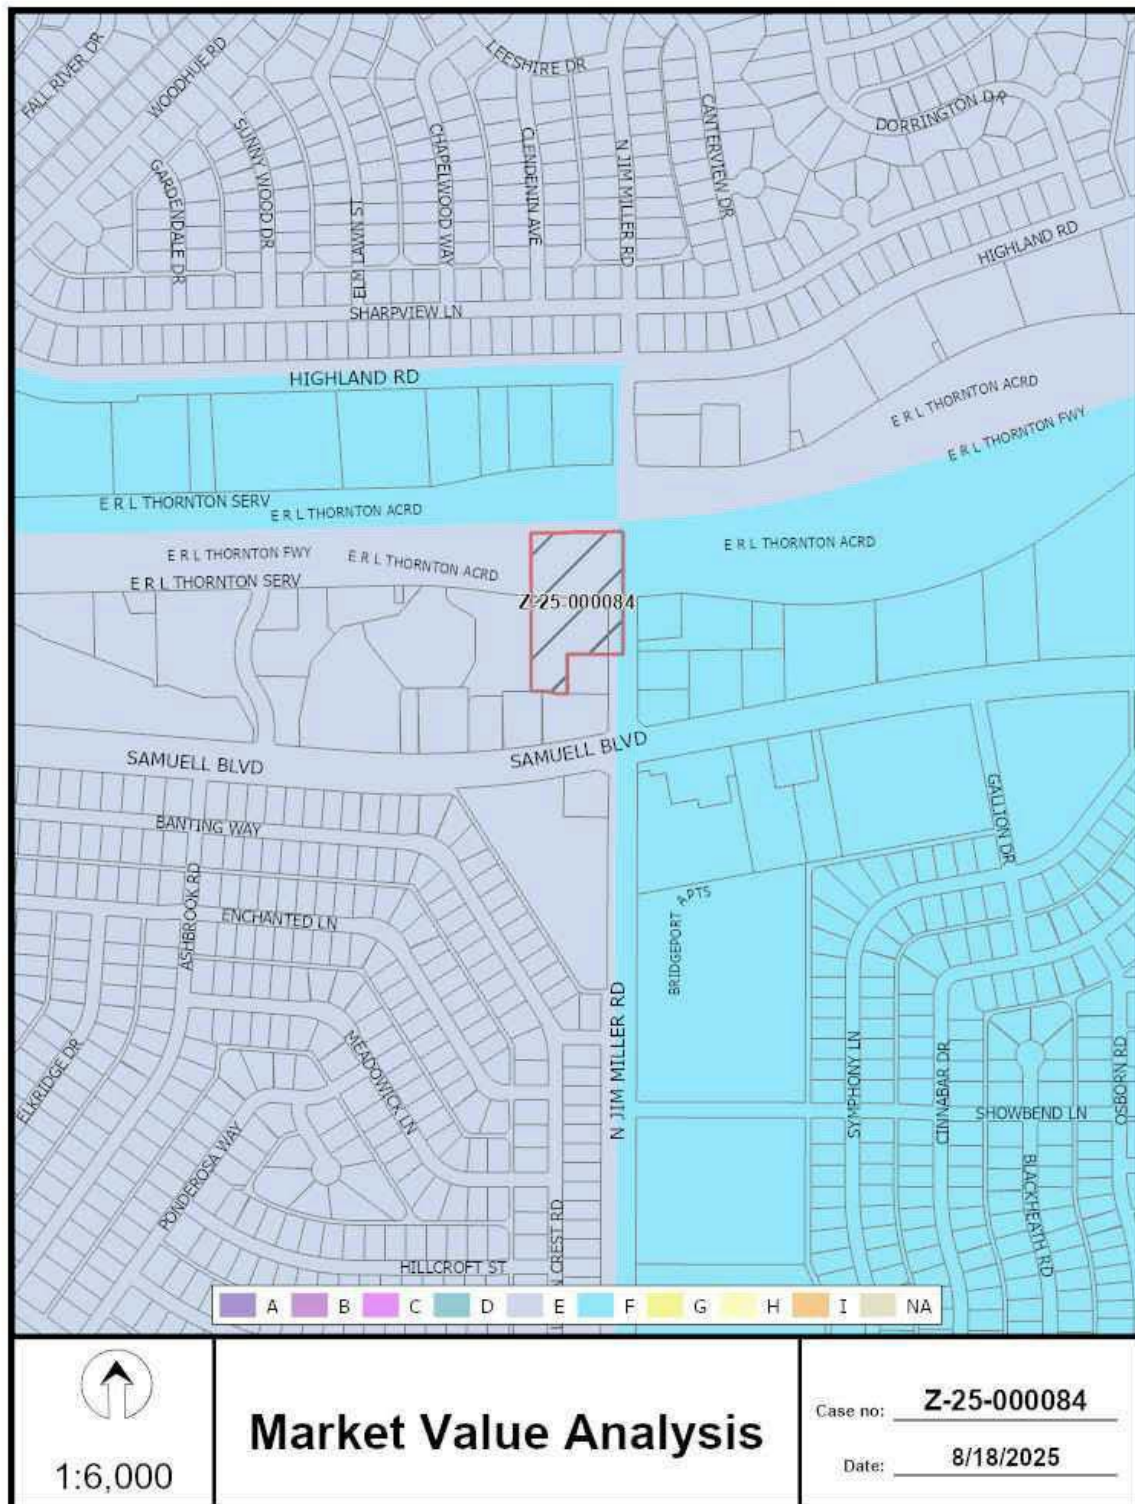 FALL RIVER DR
WOODHUE RD
LEESHIRE DR
SUNNY WOOD DR
GARDENDALE DR
CHAPELWOOD WAY
CLENDENIN AVE
N JIM MILLER RD
CANTERVIEW DR
DORRINGTON
ELM LAWN ST
SHARPVIEW LN
HIGHLAND RD
HIGHLAND RD
E R L THORNTON ACRD
E R L THORNTON FWY
E R L THORNTON SERV
E R L THORNTON ACRD
E R L THORNTON ACRD
E R L THORNTON FWY
E R L THORNTON ACRD
E R L THORNTON SERV
Z-25-000084
SAMUELL BLVD
SAMUELL BLVD
BANTING WAY
GALLION DR
ASHBROOK RD
ENCHANTED LN
BRIDGEPORT APTS
N JIM MILLER RD
ELKRIDGE DR
MEADOWICK LN
PONDEROSA WAY
SYMPHONY LN
CINNABAR DR
SHOWBEND LN
OSBORN RD
BLACKHEATH RD
CREST RD
HILLCROFT ST
A B C D E F G H I NA
1:6,000
Market Value Analysis
Case no: Z-25-000084
Date: 8/18/2025